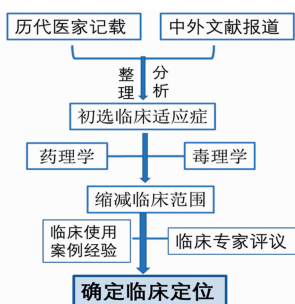 历代医家记载
中外文献报道
整理
分析
初选临床适应症
药理学
毒理学
缩减临床范围
临床使用
案例经验
临床专家评议
确定临床定位